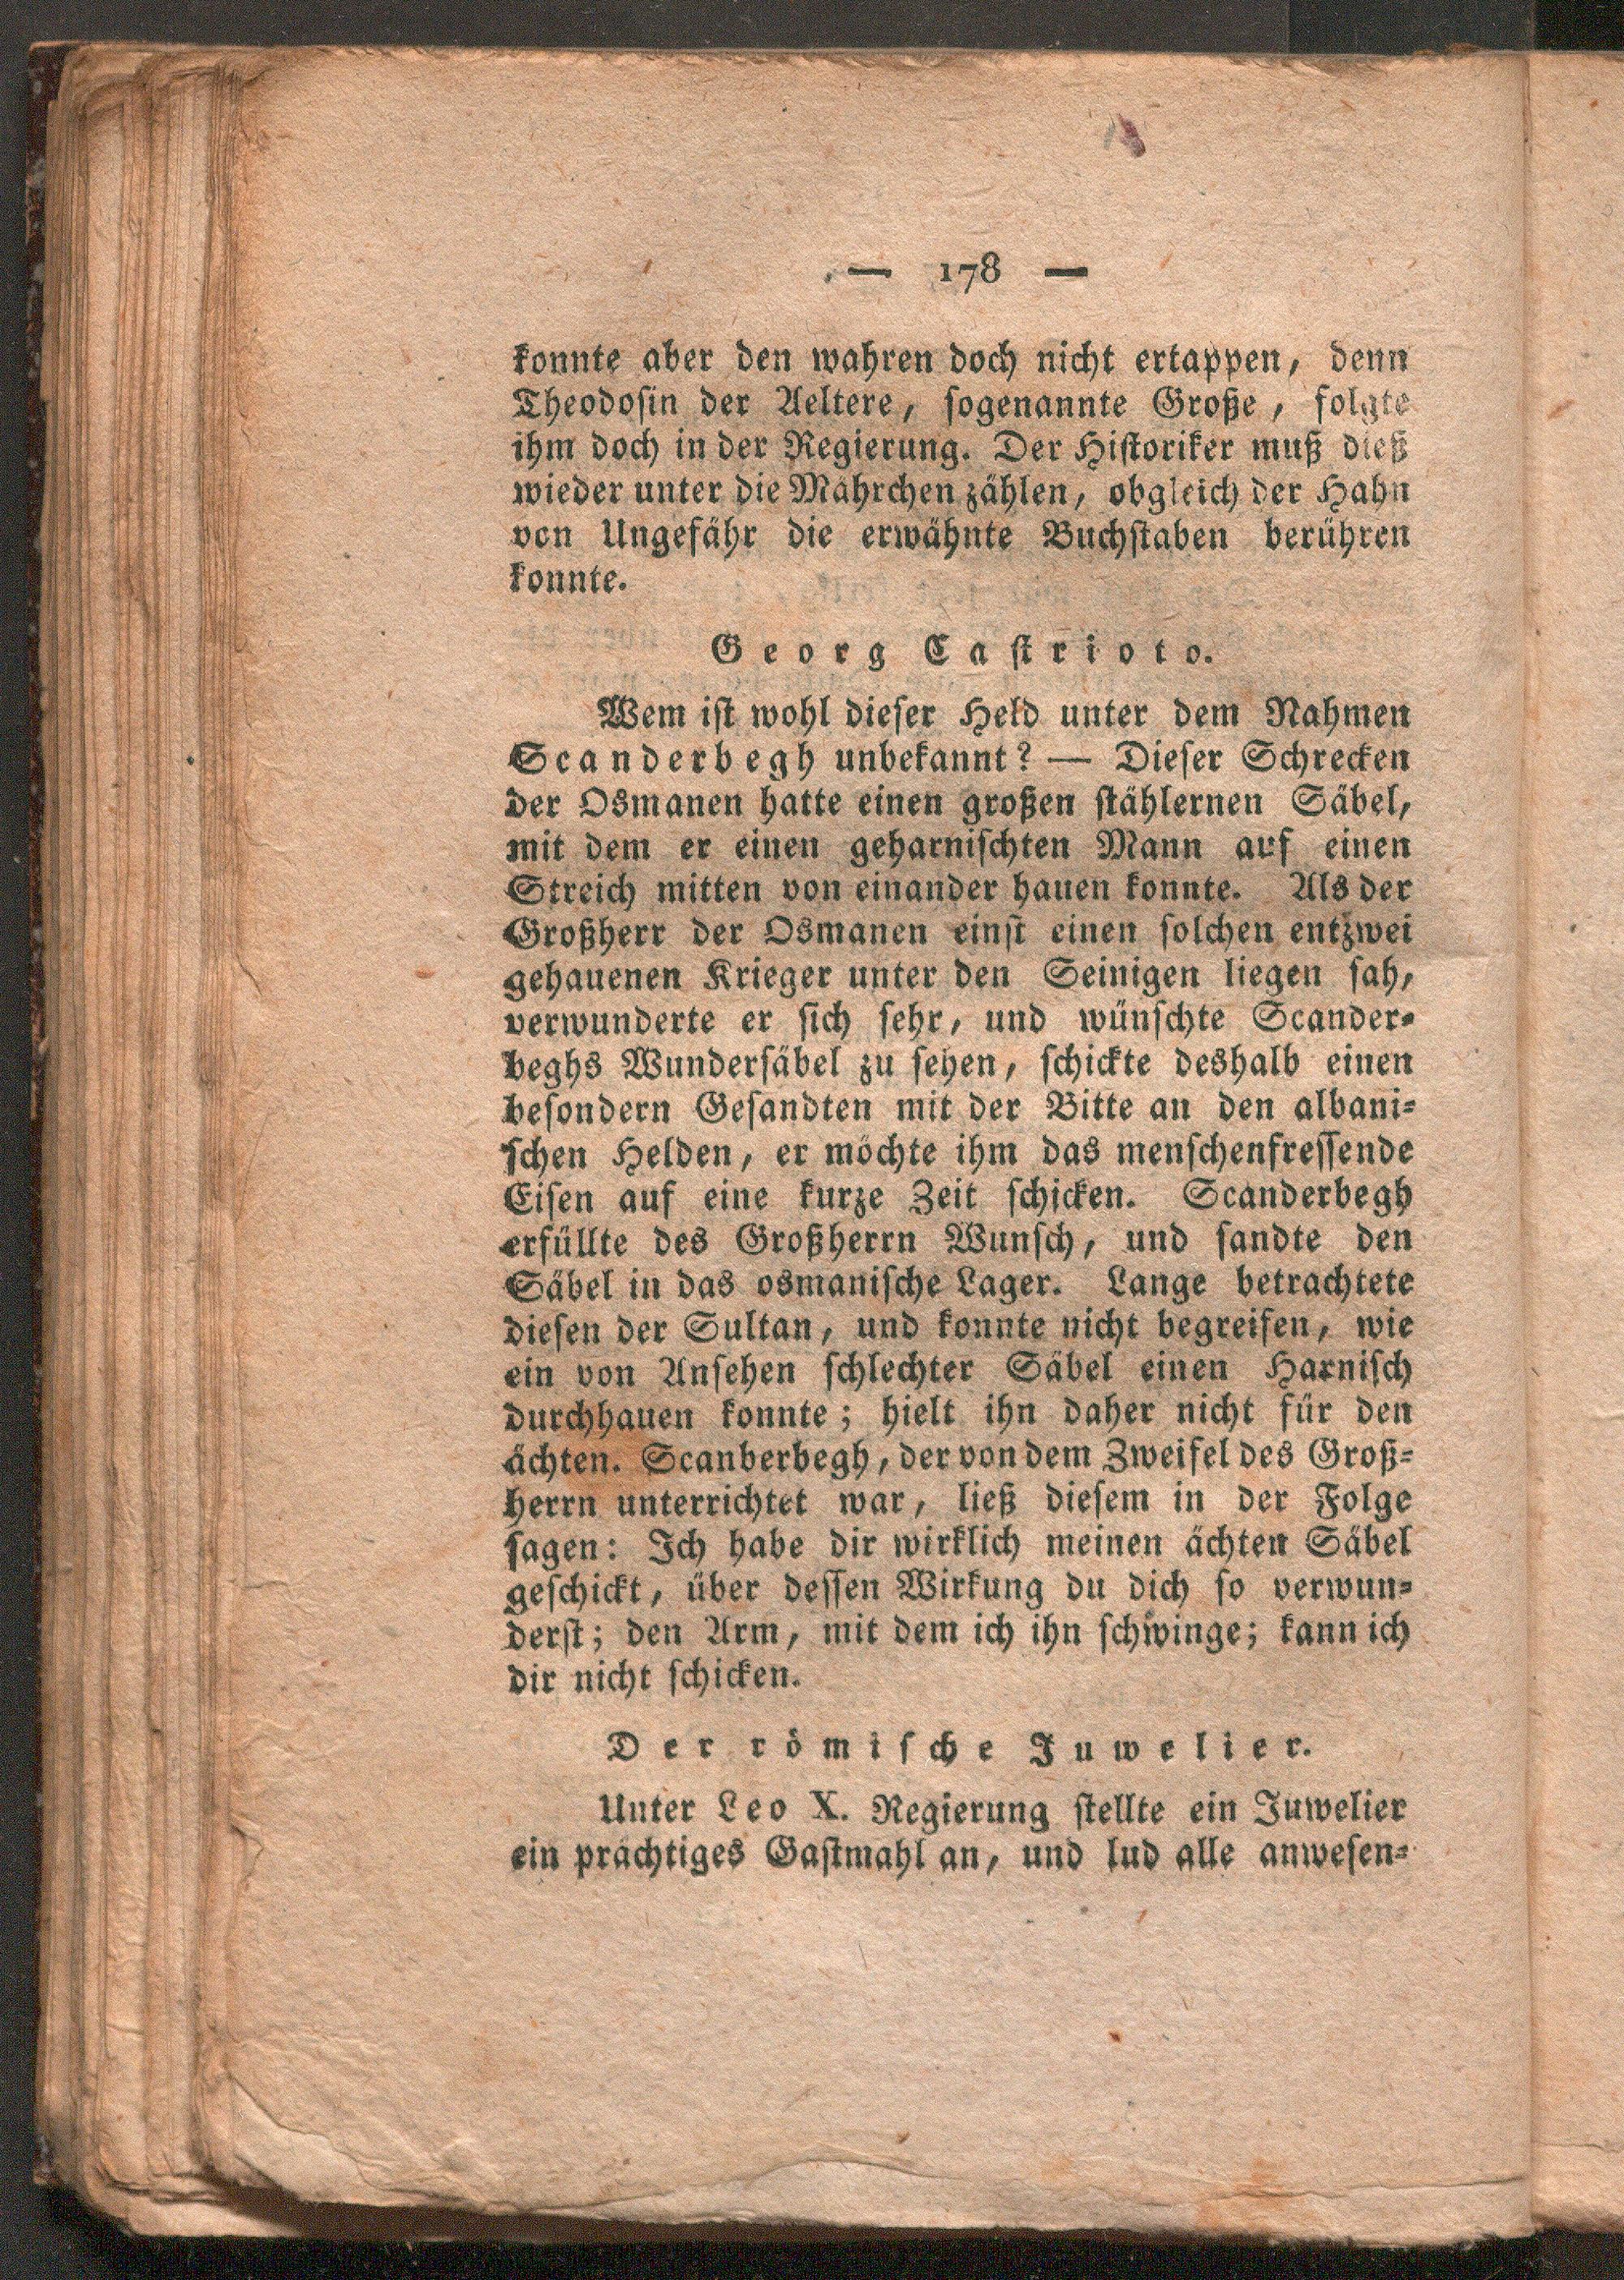 — 178 —
konnte aber den wahren doch nicht ertappen, denn
Theodosin der Aeltere, sogenannte Große, folgte
ihm doch in der Regierung. Der Historiker muß dieß
wieder unter die Mährchen zählen, obgleich der Hahn
von Ungefähr die erwähnte Buchstaben berühren
konnte.
Georg Castrioto.
Wem ist wohl dieser Held unter dem Nahmen
Scanderbegh unbekannt? — Dieser Schrecken
der Osmanen hatte einen großen stählernen Säbel,
mit dem er einen geharnischten Mann auf einen
Streich mitten von einander hauen konnte. Als der
Großherr der Osmanen einst einen solchen entzwei
gehauenen Krieger unter den Seinigen liegen sah,
verwunderte er sich sehr, und wünschte Scander-
beghs Wundersäbel zu sehen, schickte deshalb einen
besondern Gesandten mit der Bitte an den albani-
schen Helden, er möchte ihm das menschenfressende
Eisen auf eine kurze Zeit schicken. Scanderbegh
erfüllte des Großherrn Wunsch, und sandte den
Säbel in das osmanische Lager. Lange betrachtete
diesen der Sultan, und konnte nicht begreifen, wie
ein von Ansehen schlechter Säbel einen Harnisch
durchhauen konnte; hielt ihn daher nicht für den
ächten. Scanberbegh, der von dem Zweifel des Groß-
herrn unterrichtet war, ließ diesem in der Folge
sagen: Ich habe dir wirklich meinen ächten Säbel
geschickt, über dessen Wirkung du dich so verwun-
derst; den Arm, mit dem ich ihn schwinge; kann ich
dir nicht schicken.
Der römische Juwelier.
Unter Leo X. Regierung stellte ein Juwelier
ein prächtiges Gastmahl an, und lud alle anwesen-